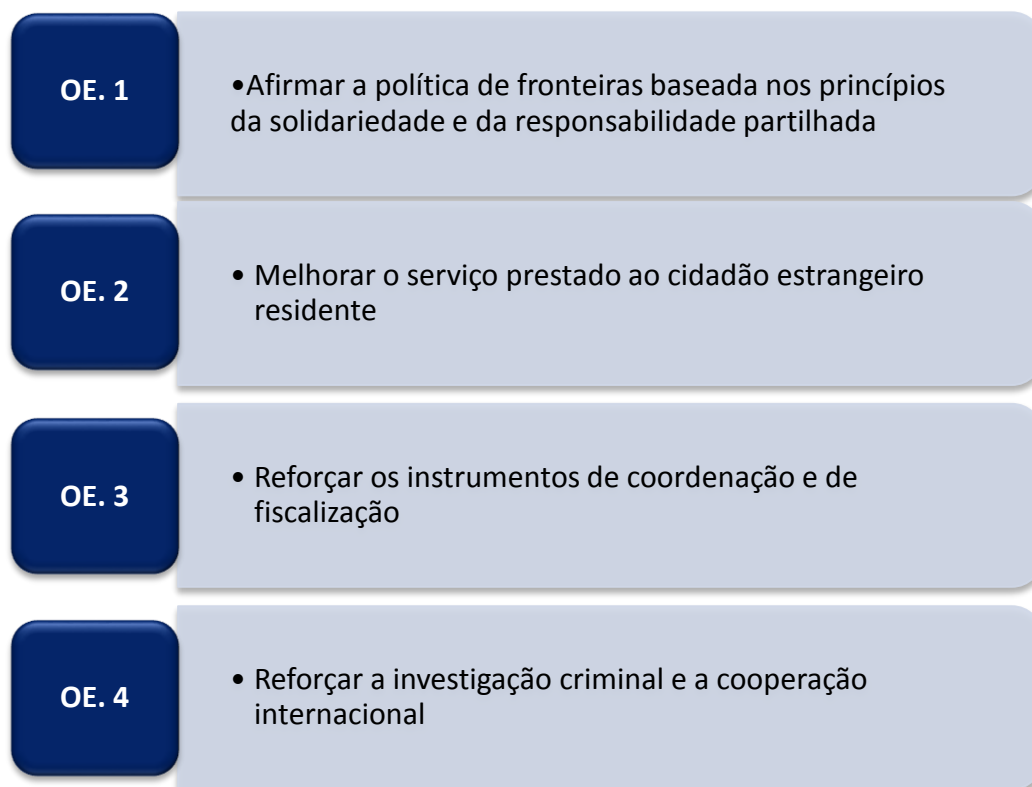 OE. 1
•Afirmar a política de fronteiras baseada nos princípios
da solidariedade e da responsabilidade partilhada
OE. 2
• Melhorar o serviço prestado ao cidadão estrangeiro
residente
OE. 3
• Reforçar os instrumentos de coordenação e de
fiscalização
OE. 4
• Reforçar a investigação criminal e a cooperação
internacional